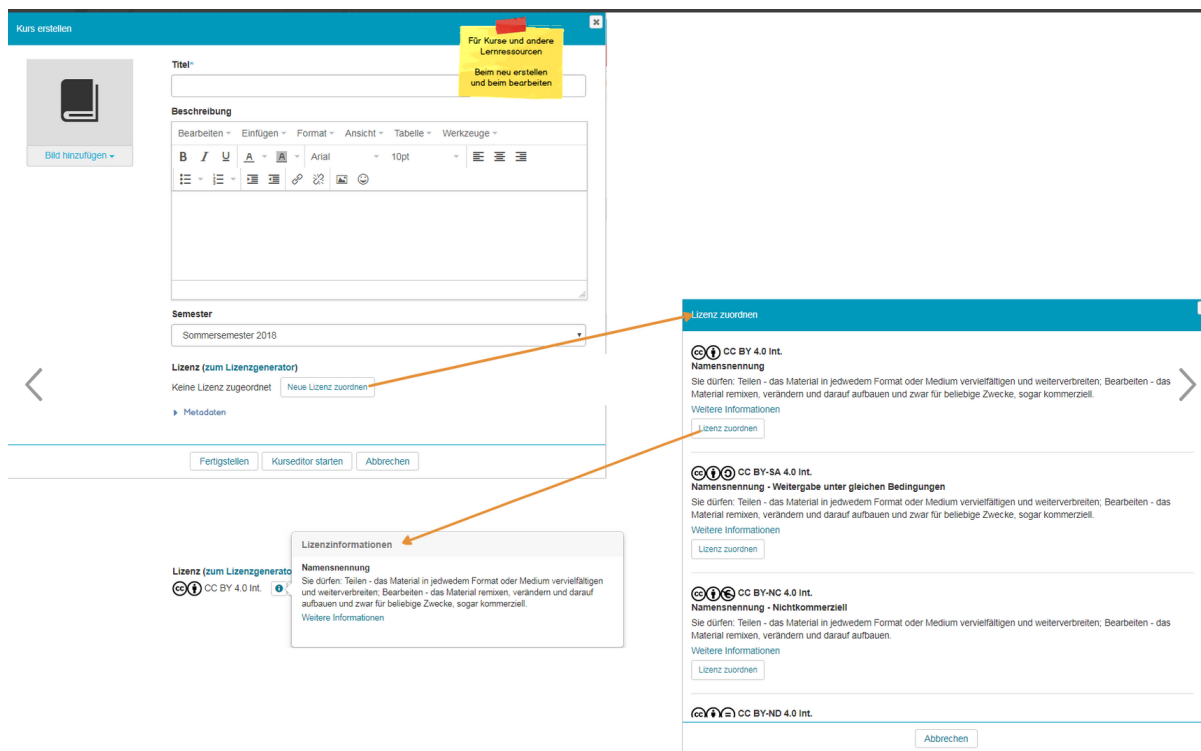 Kurs erstellen
Für Kurse und andere
Lernressourcen
Beim neu erstellen
und beim bearbeiten
Titel*
Bild hinzufügen
Beschreibung
Bearbeiten Einfügen Format Ansicht Tabelle Werkzeuge
B I U A A Arial 10pt
Semester
Sommersemester 2018
Lizenz (zum Lizenzgenerator)
Keine Lizenz zugeordnet Neue Lizenz zuordnen
Metadaten
Fertigstellen Kurseditor starten Abbrechen
Lizenz zuordnen
CC BY 4.0 Int.
Namensnennung
Sie dürfen: Teilen - das Material in jedwedem Format oder Medium vervielfältigen und weiterverbreiten; Bearbeiten - das
Material remixen, verändern und darauf aufbauen und zwar für beliebige Zwecke, sogar kommerziell.
Weitere Informationen
Lizenz zuordnen
CC BY-SA 4.0 Int.
Namensnennung - Weitergabe unter gleichen Bedingungen
Sie dürfen: Teilen - das Material in jedwedem Format oder Medium vervielfältigen und weiterverbreiten; Bearbeiten - das
Material remixen, verändern und darauf aufbauen und zwar für beliebige Zwecke, sogar kommerziell.
Weitere Informationen
Lizenz zuordnen
CC BY-NC 4.0 Int.
Namensnennung - Nichtkommerziell
Sie dürfen: Teilen - das Material in jedwedem Format oder Medium vervielfältigen und weiterverbreiten; Bearbeiten - das
Material remixen, verändern und darauf aufbauen.
Weitere Informationen
Lizenz zuordnen
CC BY-ND 4.0 Int.
Abbrechen
Lizenz (zum Lizenzgenerato
CC BY 4.0 Int.
Lizenzinformationen
Namensnennung
Sie dürfen: Teilen - das Material in jedwedem Format oder Medium vervielfältigen
und weiterverbreiten; Bearbeiten - das Material remixen, verändern und darauf
aufbauen und zwar für beliebige Zwecke, sogar kommerziell.
Weitere Informationen